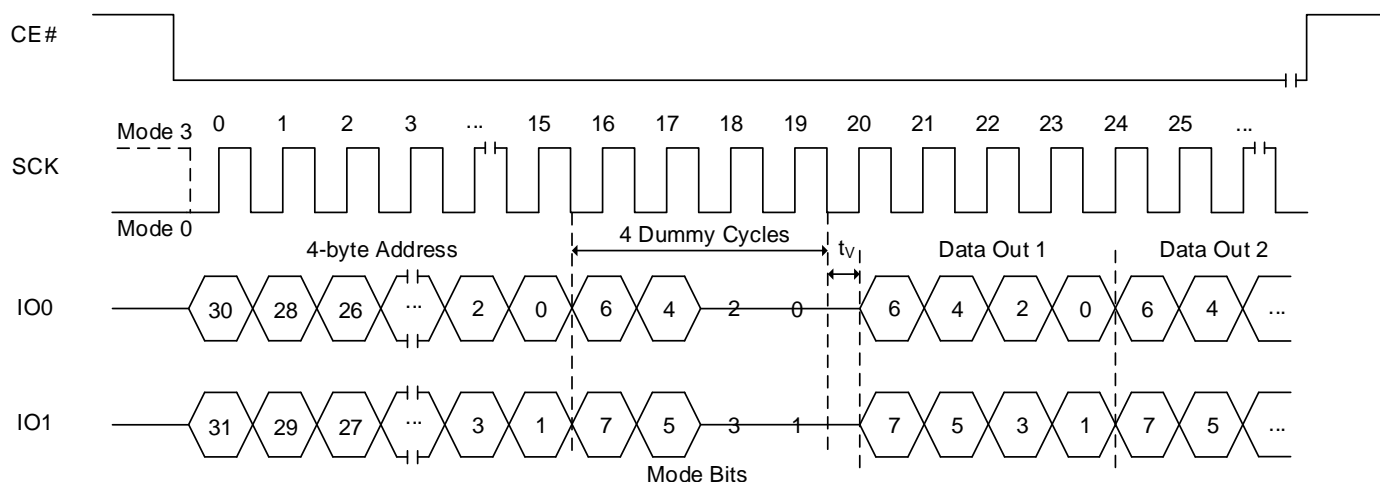 CE#
Mode 3 0 1 2 3 ... 15 16 17 18 19 20 21 22 23 24 25 ...
SCK
Mode 0
4-byte Address 4 Dummy Cycles tV Data Out 1 Data Out 2
IO0 30 28 26 ... 2 0 6 4 2 0 6 4 2 0 6 4 ...
IO1 31 29 27 ... 3 1 7 5 3 1 7 5 3 1 7 5 ...
Mode Bits